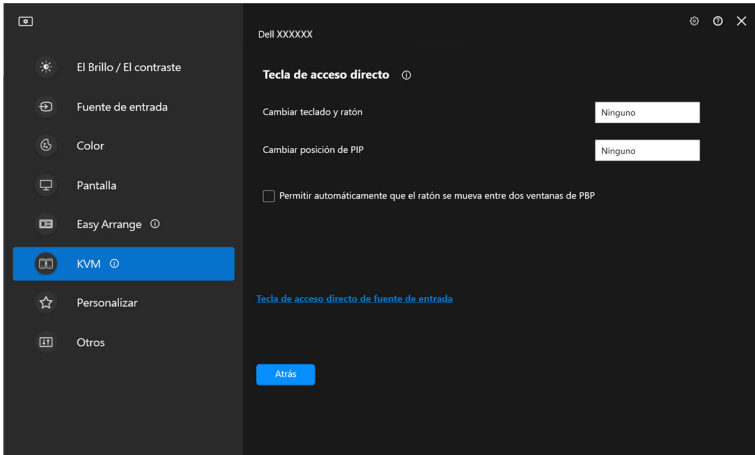 Dell XXXXXX
El Brillo / El contraste
Fuente de entrada
Color
Pantalla
Easy Arrange
KVM
Personalizar
Otros
Tecla de acceso directo
Cambiar teclado y ratón
Ninguno
Cambiar posición de PIP
Ninguno
Permitir automáticamente que el ratón se mueva entre dos ventanas de PBP
Tecla de acceso directo de fuente de entrada
Atrás